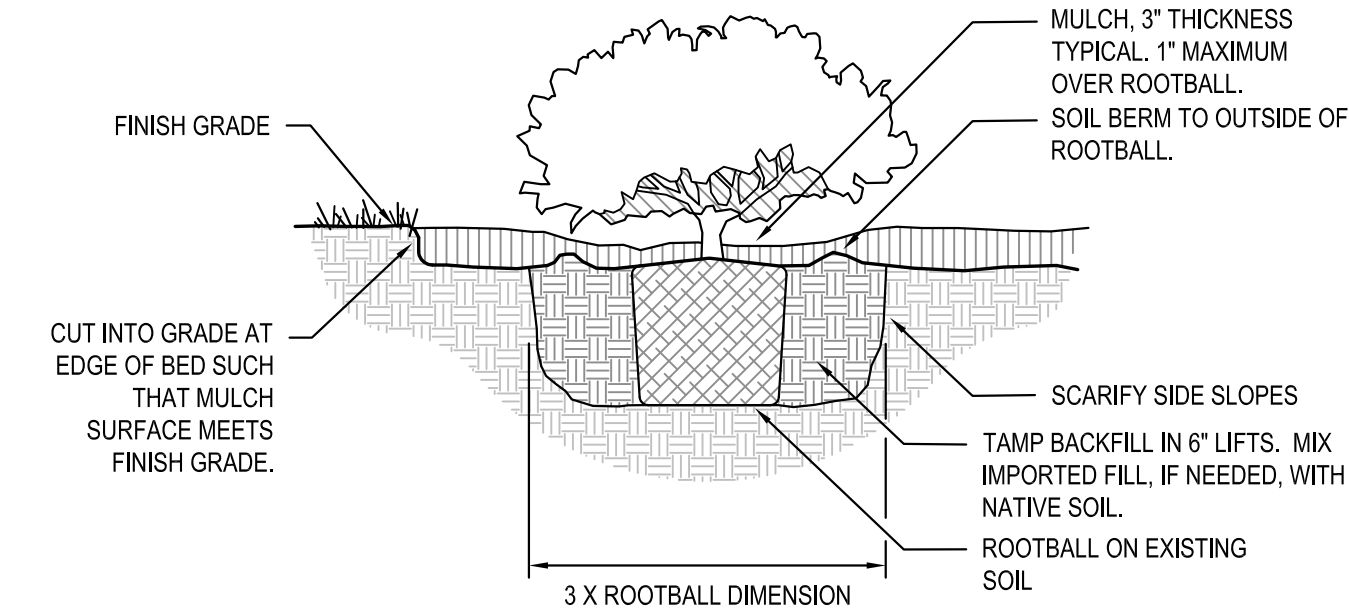 FINISH GRADE
CUT INTO GRADE AT
EDGE OF BED SUCH
THAT MULCH
SURFACE MEETS
FINISH GRADE.
MULCH, 3" THICKNESS
TYPICAL. 1" MAXIMUM
OVER ROOTBALL.
SOIL BERM TO OUTSIDE OF
ROOTBALL.
SCARIFY SIDE SLOPES
TAMP BACKFILL IN 6" LIFTS. MIX
IMPORTED FILL, IF NEEDED, WITH
NATIVE SOIL.
ROOTBALL ON EXISTING
SOIL
3 X ROOTBALL DIMENSION